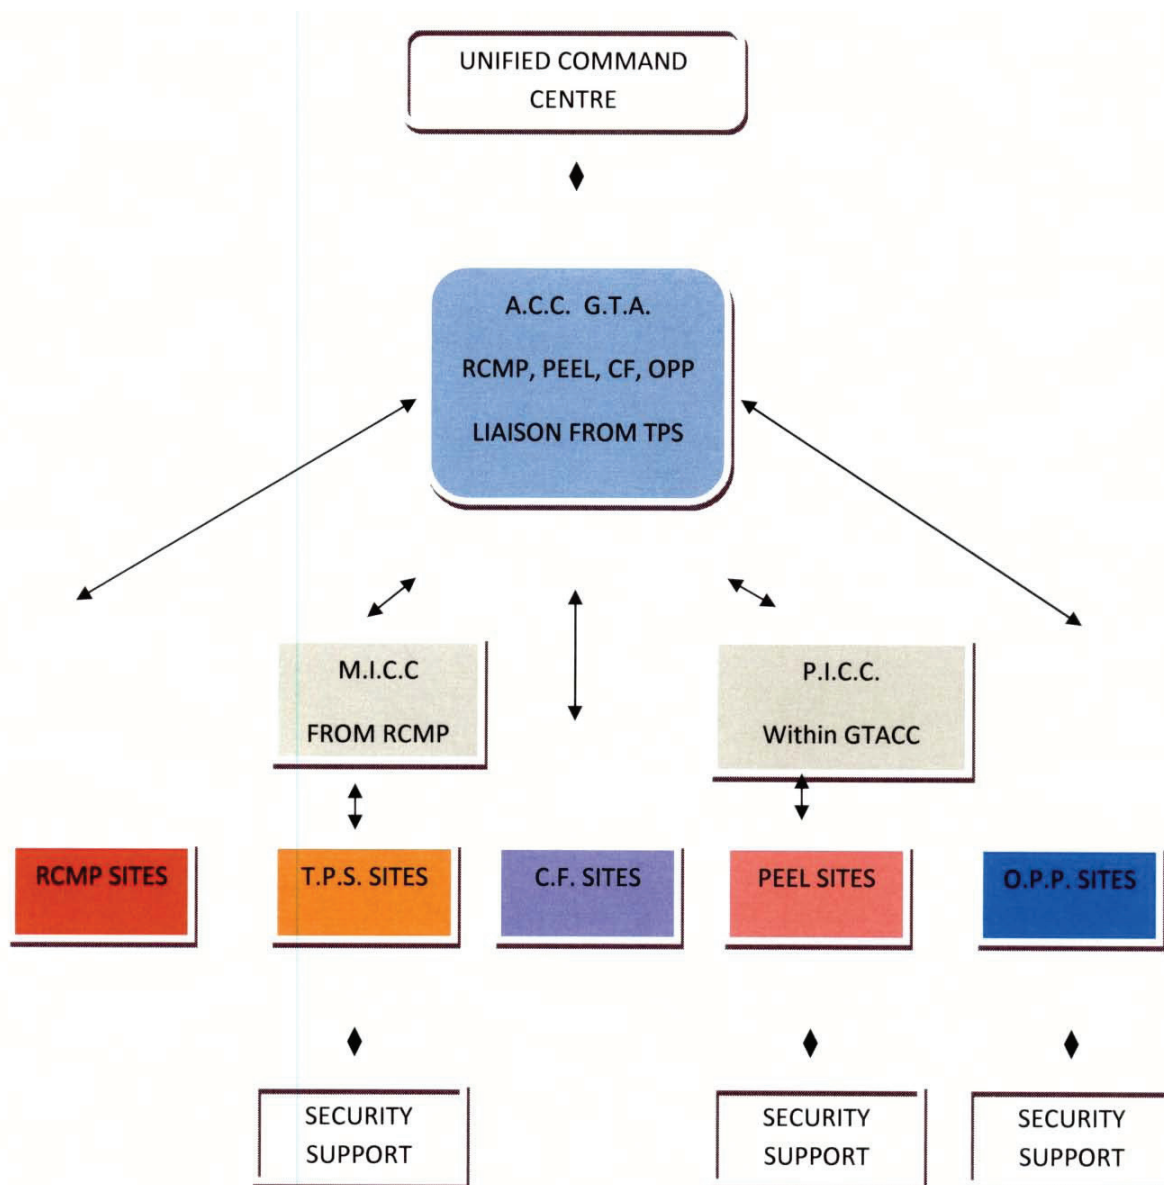 UNIFIED COMMAND
CENTRE
A.C.C. G.T.A.
RCMP, PEEL, CF, OPP
LIAISON FROM TPS
M.I.C.C
FROM RCMP
P.I.C.C.
Within GTACC
RCMP SITES
T.P.S. SITES
C.F. SITES
PEEL SITES
O.P.P. SITES
SECURITY
SUPPORT
SECURITY
SUPPORT
SECURITY
SUPPORT